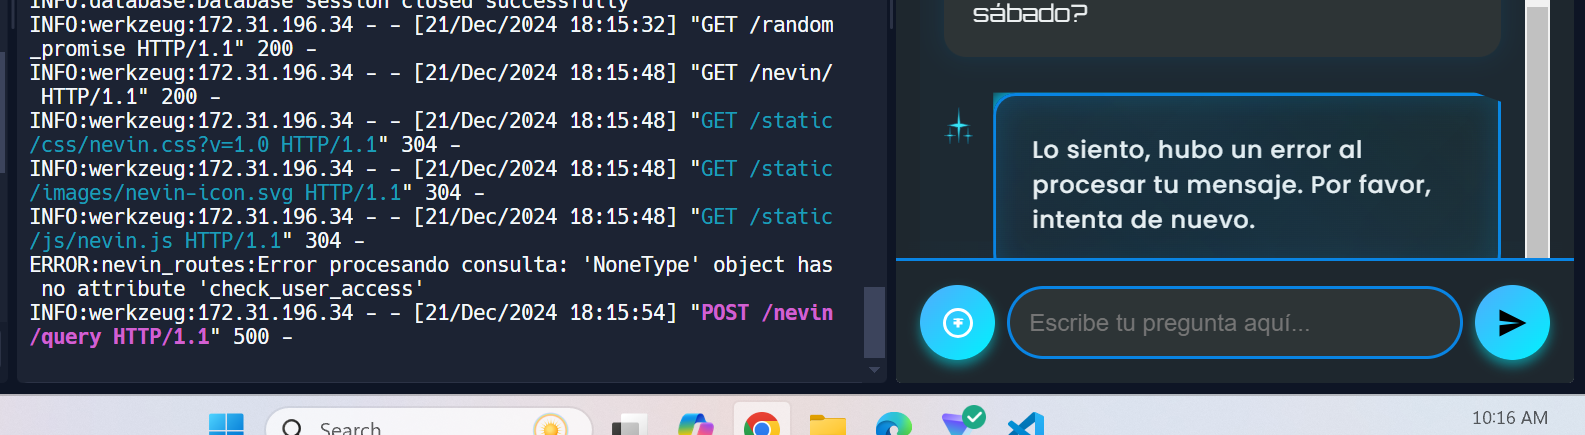 INFO:database:Database session closed successfully
INFO:werkzeug:172.31.196.34 - - [21/Dec/2024 18:15:32] "GET /random
_promise HTTP/1.1" 200 -
INFO:werkzeug:172.31.196.34 - - [21/Dec/2024 18:15:48] "GET /nevin/
HTTP/1.1" 200 -
INFO:werkzeug:172.31.196.34 - - [21/Dec/2024 18:15:48] "GET /static
/css/nevin.css?v=1.0 HTTP/1.1" 304 -
INFO:werkzeug:172.31.196.34 - - [21/Dec/2024 18:15:48] "GET /static
/images/nevin-icon.svg HTTP/1.1" 304 -
INFO:werkzeug:172.31.196.34 - - [21/Dec/2024 18:15:48] "GET /static
/js/nevin.js HTTP/1.1" 304 -
ERROR:nevin_routes:Error procesando consulta: 'NoneType' object has
no attribute 'check_user_access'
INFO:werkzeug:172.31.196.34 - - [21/Dec/2024 18:15:54] "POST /nevin
/query HTTP/1.1" 500 -
sábado?
Lo siento, hubo un error al
procesar tu mensaje. Por favor,
intenta de nuevo.
Escribe tu pregunta aquí...
Search
10:16 AM